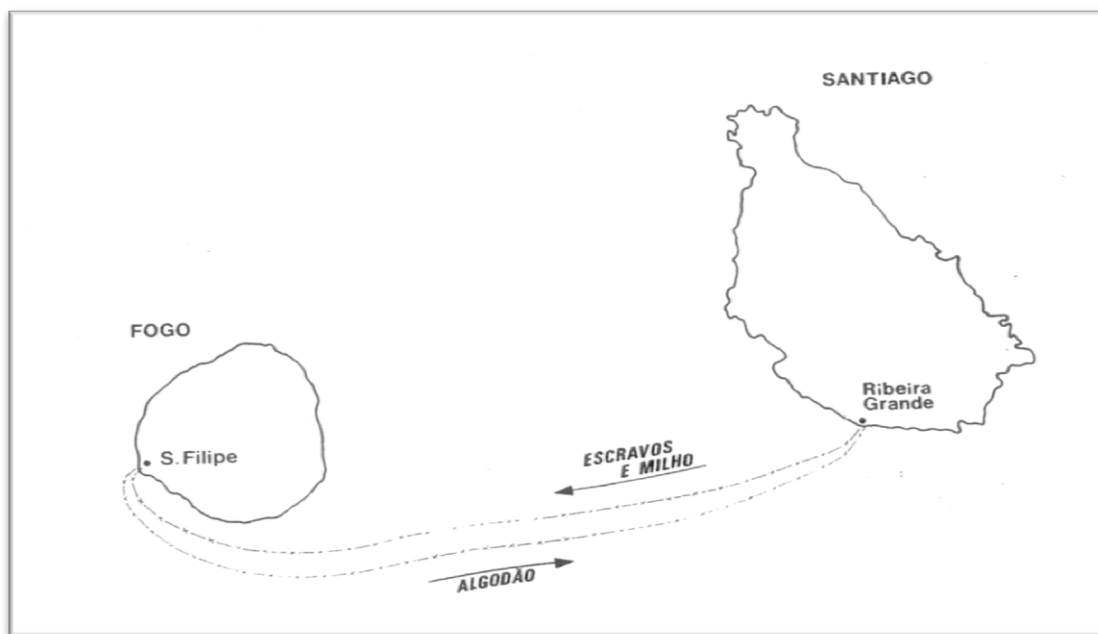 SANTIAGO
FOGO
Ribeira
Grande
S. Filipe
ESCRAVOS
E MILHO
ALGODÃO